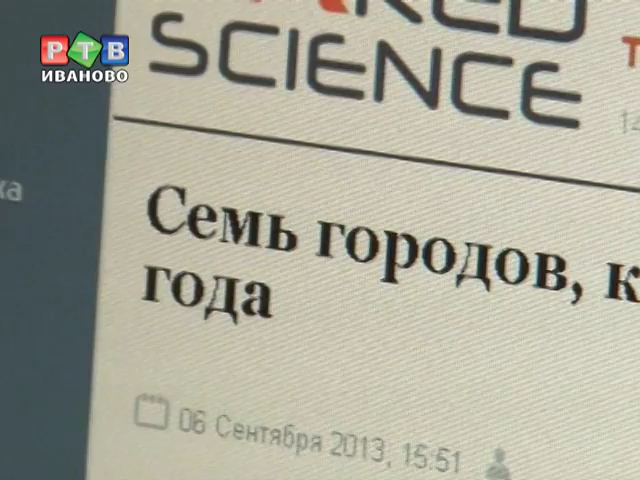 РТВ
ИВАНОВО
SCIENCE
Семь городов, к
года
06 Сентября 2013, 15:51